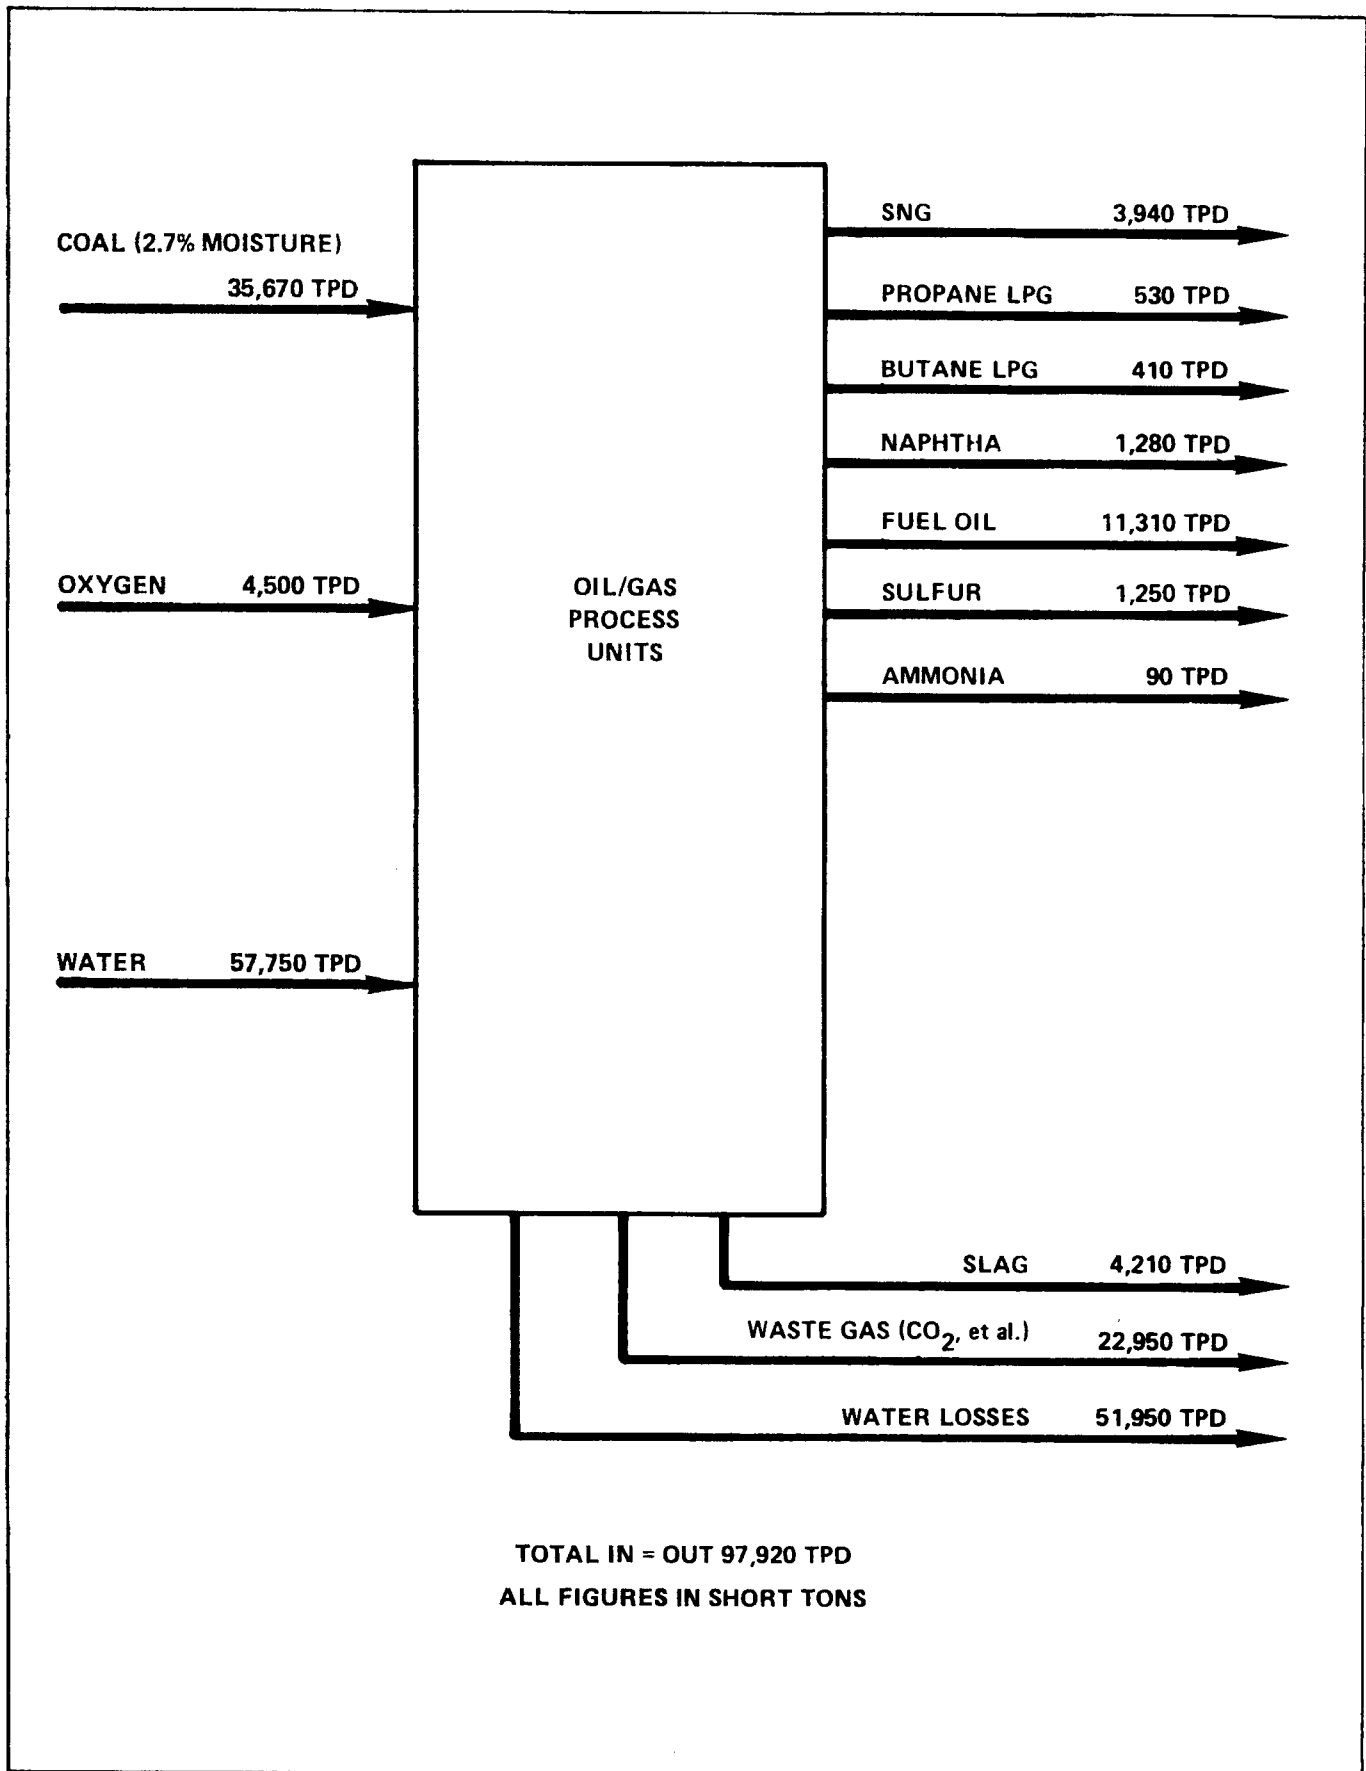 COAL (2.7% MOISTURE)
35,670 TPD
OXYGEN 4,500 TPD
WATER 57,750 TPD
OIL/GAS
PROCESS
UNITS
SNG 3,940 TPD
PROPANE LPG 530 TPD
BUTANE LPG 410 TPD
NAPHTHA 1,280 TPD
FUEL OIL 11,310 TPD
SULFUR 1,250 TPD
AMMONIA 90 TPD
SLAG 4,210 TPD
WASTE GAS (CO₂, et al.) 22,950 TPD
WATER LOSSES 51,950 TPD
TOTAL IN = OUT 97,920 TPD
ALL FIGURES IN SHORT TONS